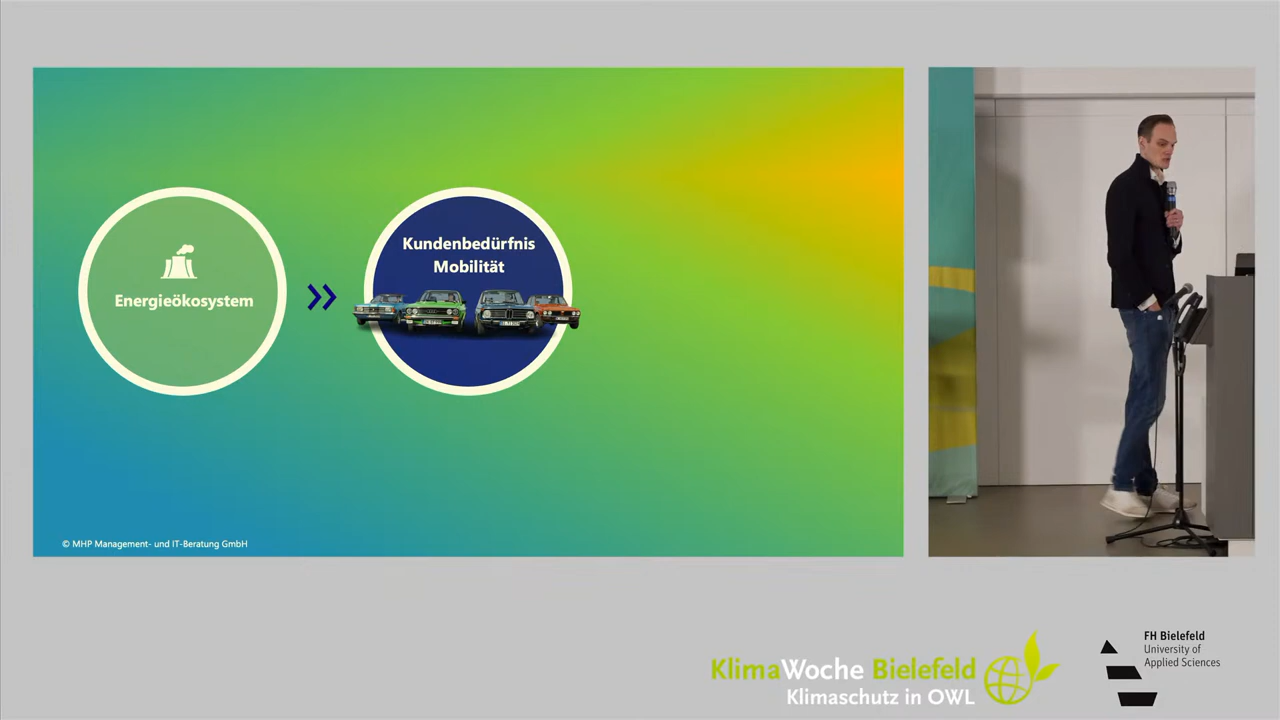 Energieökosystem
Kundenbedürfnis
Mobilität
© MHP Management- und IT-Beratung GmbH
KlimaWoche Bielefeld
Klimaschutz in OWL
FH Bielefeld
University of
Applied Sciences